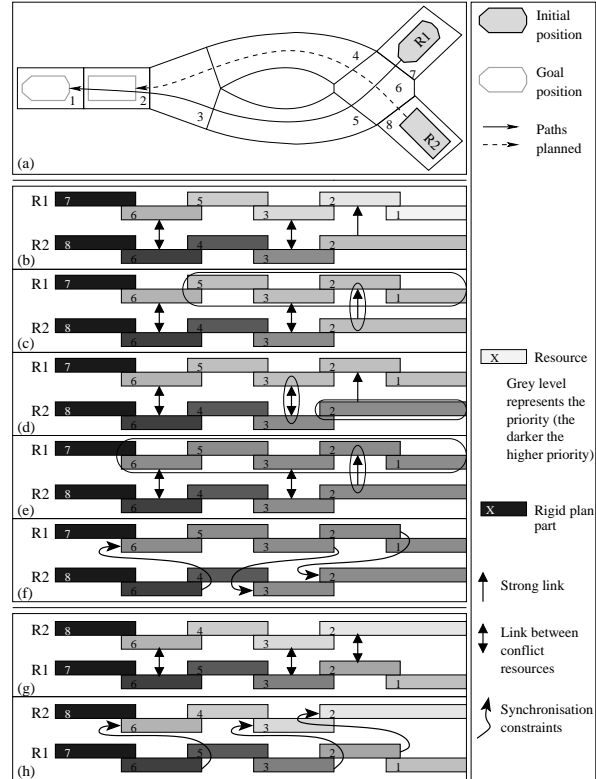 R1
4
7
6
1
2
3
5
8
R2
(a)
R1
7
5
2
6
3
1
R2
8
4
2
6
3
(b)
R1
7
5
2
6
3
1
R2
8
4
2
6
3
(c)
R1
7
5
2
6
3
1
R2
8
4
2
6
3
(d)
R1
7
5
2
6
3
1
R2
8
4
2
6
3
(e)
R1
7
5
2
6
3
1
R2
8
4
2
6
3
(f)
R2
8
4
2
6
3
R1
7
5
2
6
3
1
(g)
R2
8
4
2
6
3
R1
7
5
2
6
3
1
(h)
Initial
position
Goal
position
Paths
planned
X
Resource
Grey level
represents the
priority (the
darker the
higher priority)
X
Rigid plan
part
Strong link
Link between
conflict
resources
Synchronisation
constraints